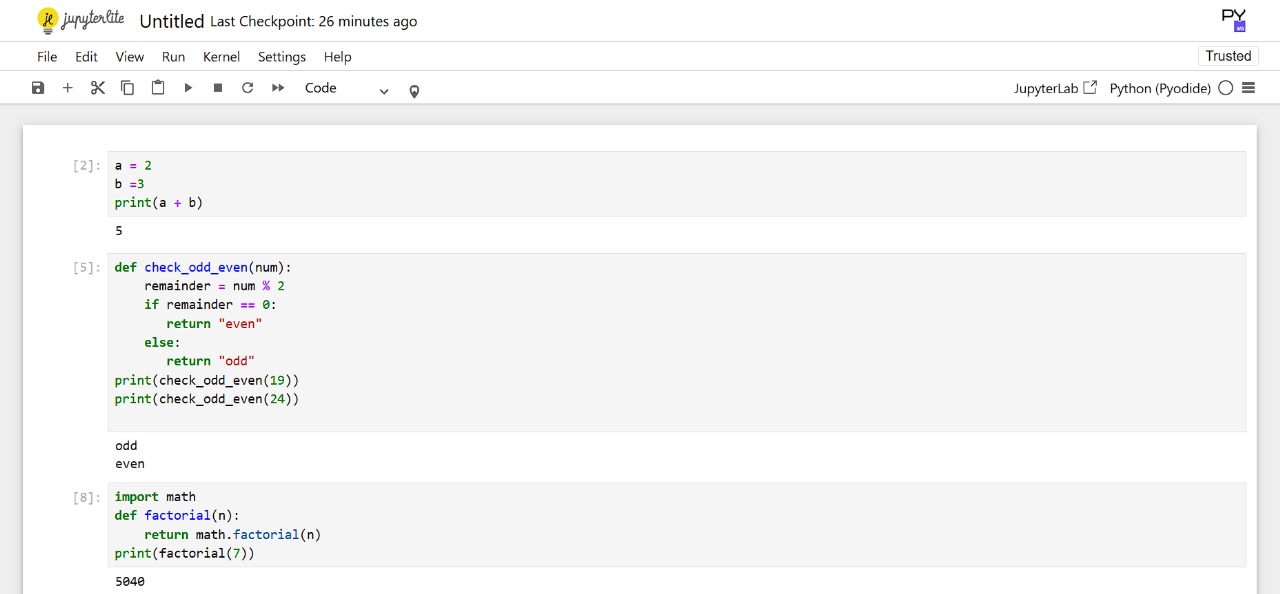 jupyterlite Untitled Last Checkpoint: 26 minutes ago PY
File Edit View Run Kernel Settings Help Trusted
Code JupyterLab Python (Pyodide)
[2]: a = 2
b =3
print(a + b)
5
[5]: def check_odd_even(num):
    remainder = num % 2
    if remainder == 0:
       return "even"
    else:
       return "odd"
print(check_odd_even(19))
print(check_odd_even(24))
odd
even
[8]: import math
def factorial(n):
    return math.factorial(n)
print(factorial(7))
5040